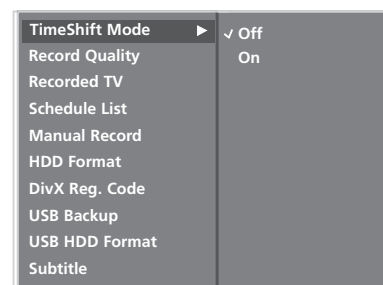 TimeShift Mode ▶
✓ Off
On
Record Quality
Recorded TV
Schedule List
Manual Record
HDD Format
DivX Reg. Code
USB Backup
USB HDD Format
Subtitle